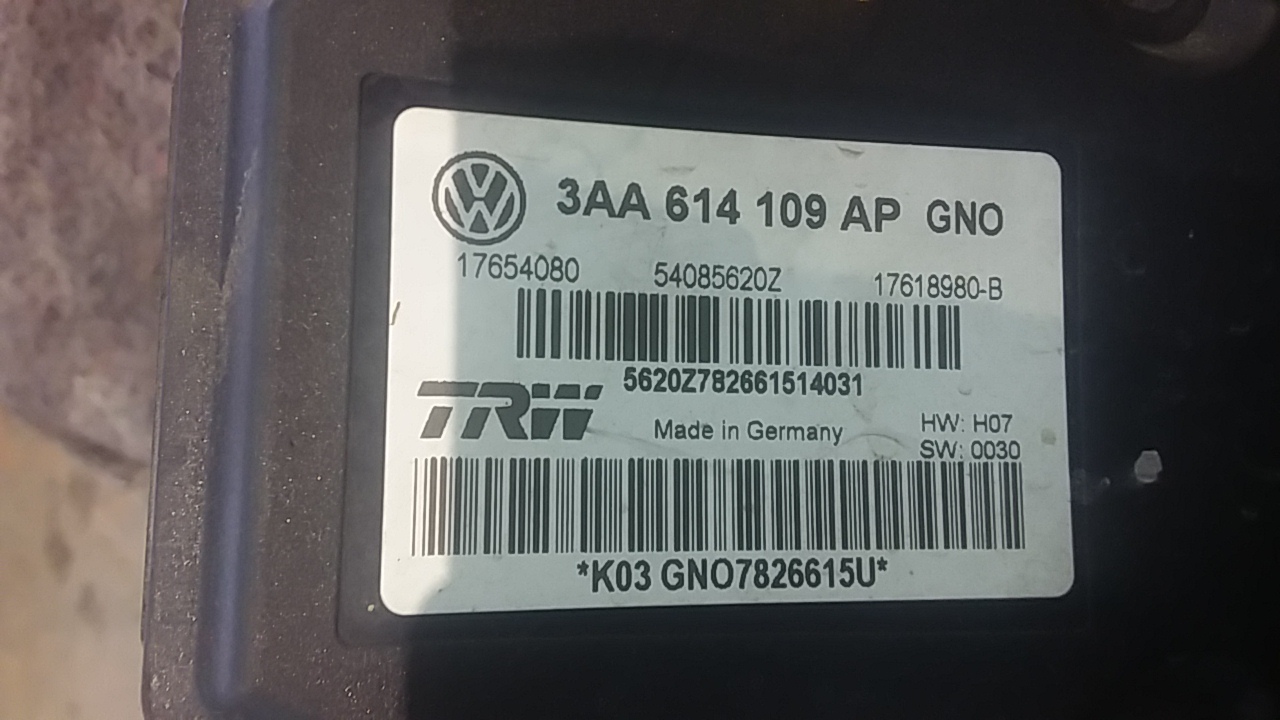 3AA 614 109 AP GNO
17654080 54085620Z 17618980-B
5620Z782661514031
TRW Made in Germany
HW: H07
SW: 0030
*K03 GNO7826615U*